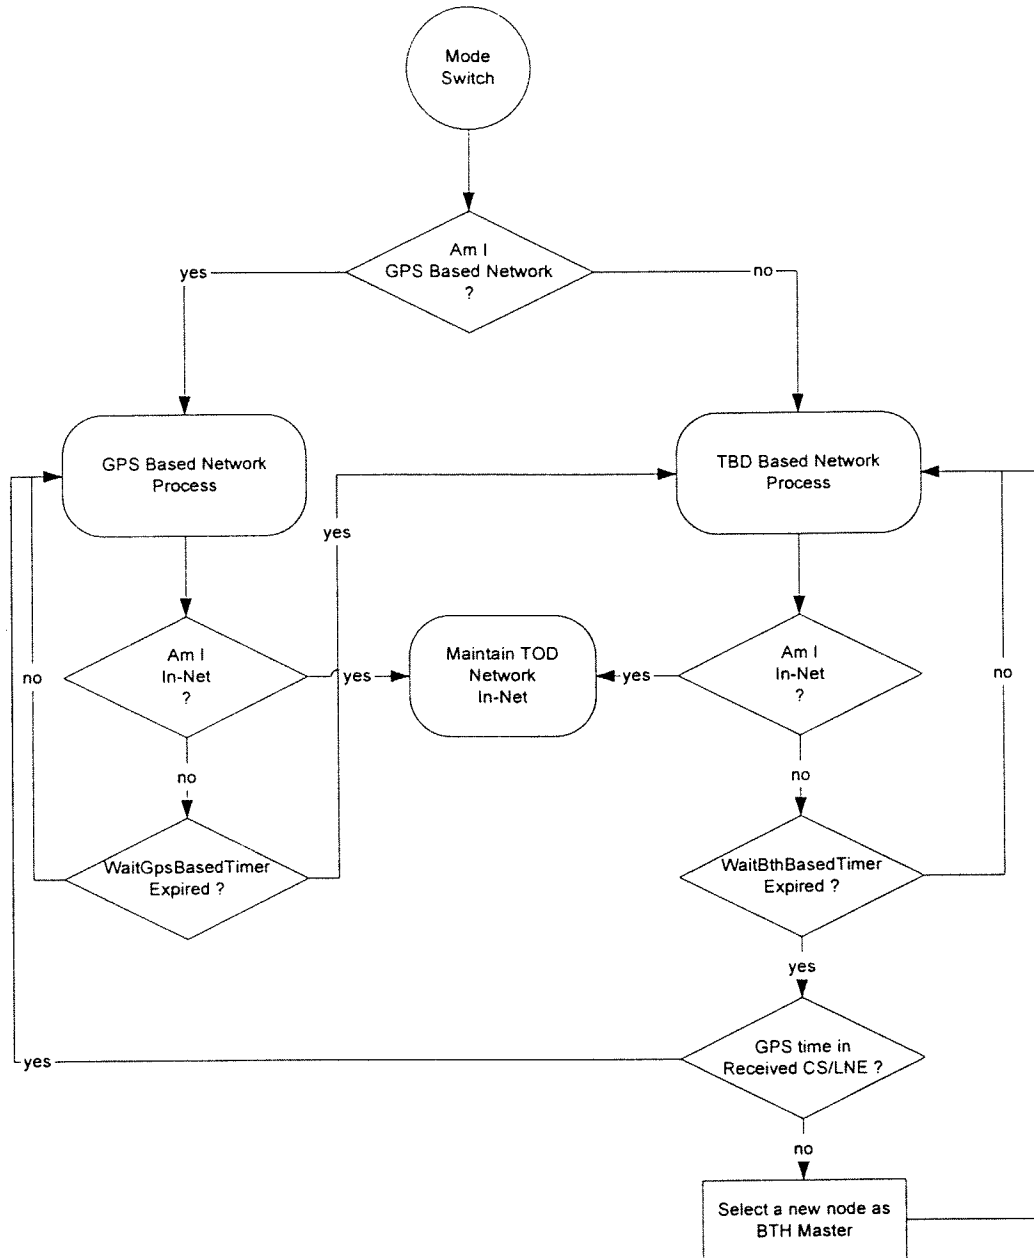 Mode
Switch
Am I
GPS Based Network
?
yes
no
GPS Based Network
Process
TBD Based Network
Process
yes
Am I
In-Net
?
yes
Maintain TOD
Network
In-Net
yes
Am I
In-Net
?
no
no
no
no
WaitGpsBasedTimer
Expired ?
WaitBthBasedTimer
Expired ?
yes
GPS time in
Received CS/LNE ?
yes
no
Select a new node as
BTH Master